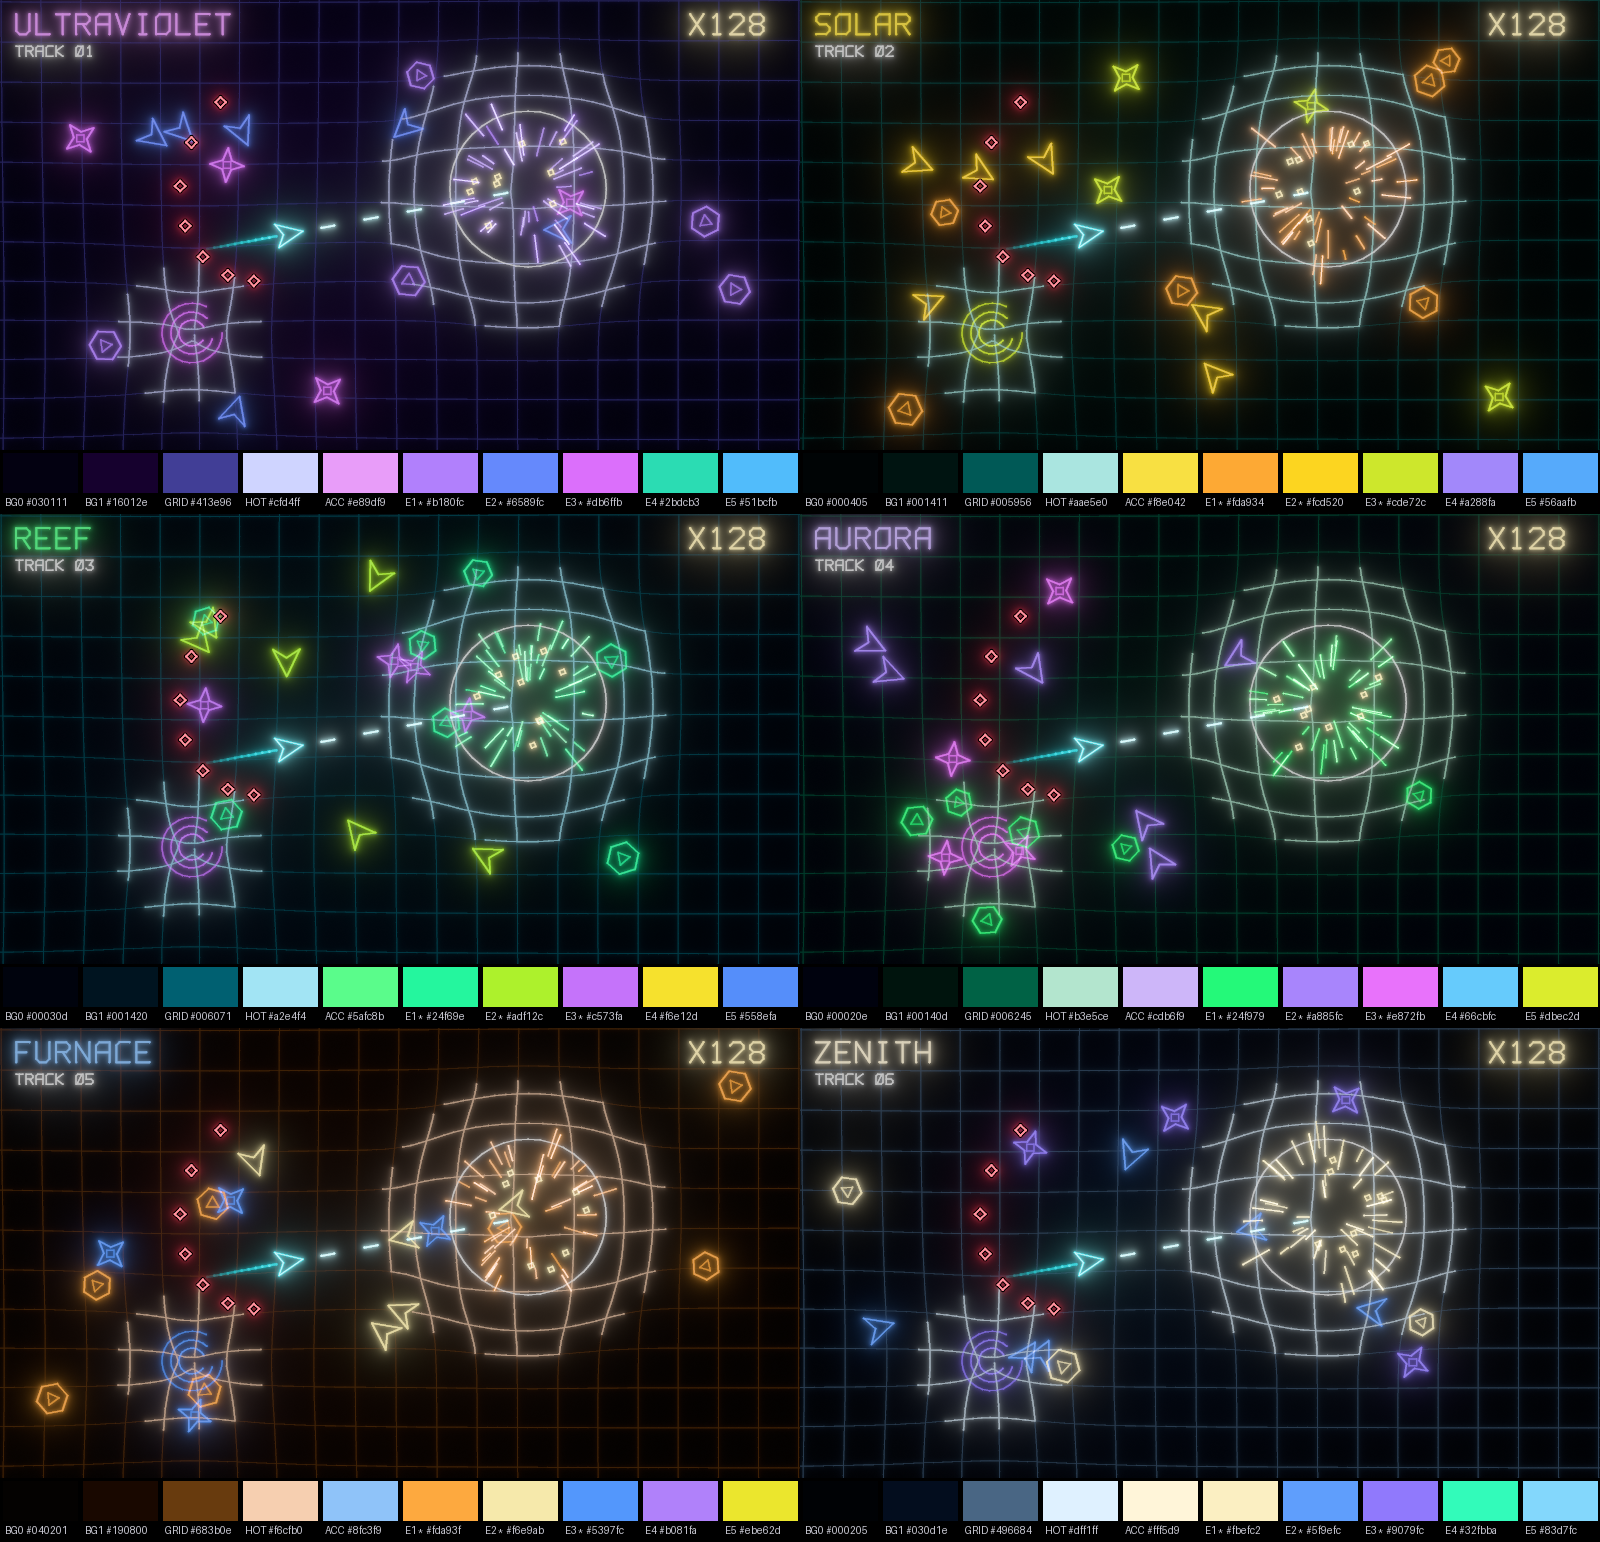 ULTRAVIOLET
X128
TRACK 01
BG0 #030111 BG1 #16012e GRID #413e96 HOT #cfd4ff ACC #e89df9 E1* #b180fc E2* #6589fc E3* #db6ffb E4 #2bdcb3 E5 #51bcfb
SOLAR
X128
TRACK 02
BG0 #000405 BG1 #001411 GRID #005956 HOT #aae5e0 ACC #f8e042 E1* #fda934 E2* #fcd520 E3* #cde72c E4 #a288fa E5 #56aafb
REEF
X128
TRACK 03
BG0 #00030d BG1 #001420 GRID #006071 HOT #a2e4f4 ACC #5afc8b E1* #24f69e E2* #adf12c E3* #c573fa E4 #f6e12d E5 #558efa
AURORA
X128
TRACK 04
BG0 #00020e BG1 #00140d GRID #006245 HOT #b3e5ce ACC #cdb6f9 E1* #24f979 E2* #a885fc E3* #e872fb E4 #66cbfc E5 #dbec2d
FURNACE
X128
TRACK 05
BG0 #040201 BG1 #190800 GRID #683b0e HOT #f6cfb0 ACC #8fc3f9 E1* #fda93f E2* #f6e9ab E3* #5397fc E4 #b081fa E5 #ebe62d
ZENITH
X128
TRACK 06
BG0 #000205 BG1 #030d1e GRID #496684 HOT #dff1ff ACC #fff5d9 E1* #fbefc2 E2* #5f9efc E3* #9079fc E4 #32fbba E5 #83d7fc